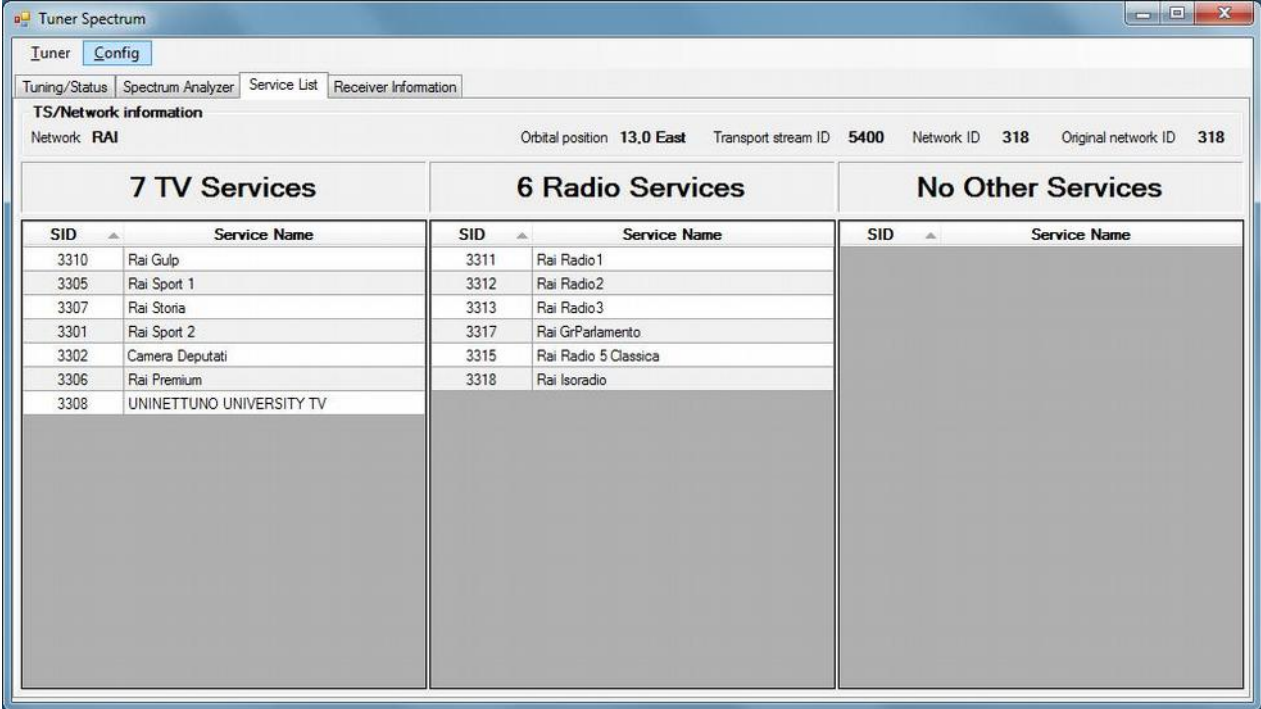 Tuner Spectrum
Tuner Config
Tuning/Status Spectrum Analyzer Service List Receiver Information
TS/Network information
Network RAI Orbital position 13,0 East Transport stream ID 5400 Network ID 318 Original network ID 318
7 TV Services 6 Radio Services No Other Services
SID Service Name SID Service Name SID Service Name
3310 Rai Gulp 3311 Rai Radio1
3305 Rai Sport 1 3312 Rai Radio2
3307 Rai Storia 3313 Rai Radio3
3301 Rai Sport 2 3317 Rai GrParlamento
3302 Camera Deputati 3315 Rai Radio 5 Classica
3306 Rai Premium 3318 Rai Isoradio
3308 UNINETTUNO UNIVERSITY TV